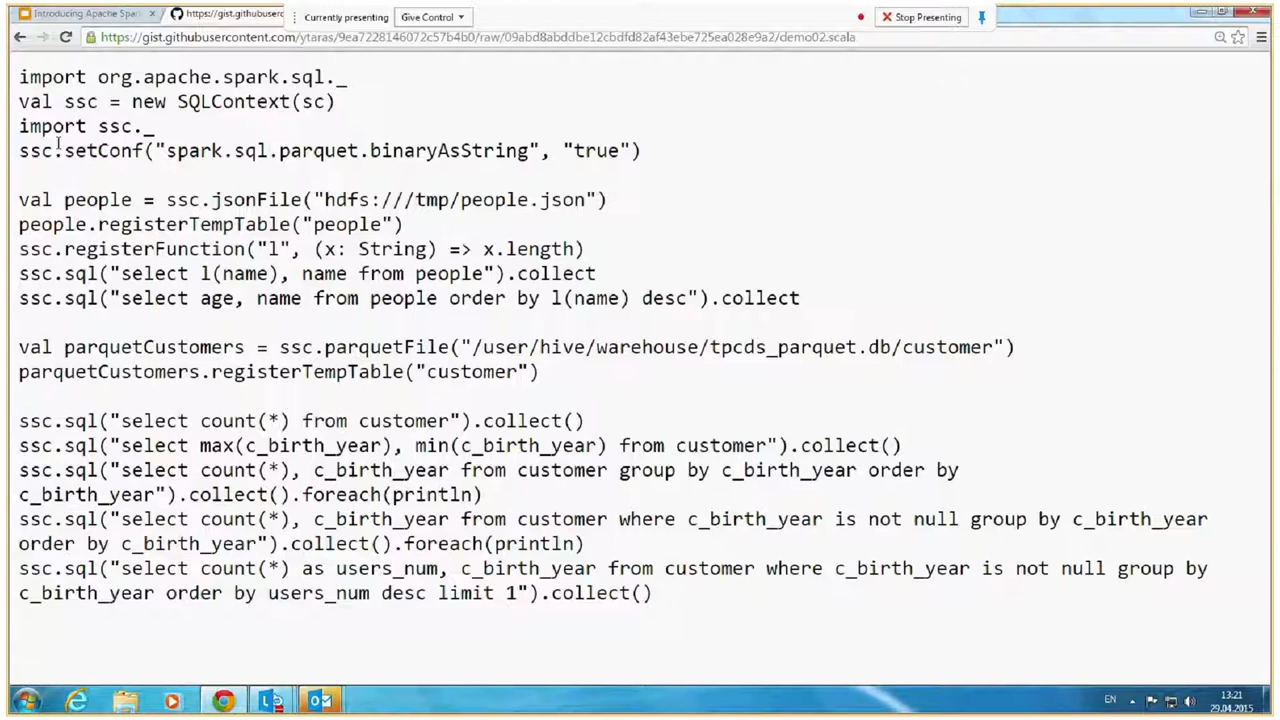 Introducing Apache Spar
https://gist.githubuserc
Currently presenting
Give Control
Stop Presenting
https://gist.githubusercontent.com/ytaras/9ea7228146072c57b4b0/raw/09abd8abddbe12cbdfd82af43ebe725ea028e9a2/demo02.scala
import org.apache.spark.sql._
val ssc = new SQLContext(sc)
import ssc._
ssc.setConf("spark.sql.parquet.binaryAsString", "true")
val people = ssc.jsonFile("hdfs:///tmp/people.json")
people.registerTempTable("people")
ssc.registerFunction("l", (x: String) => x.length)
ssc.sql("select l(name), name from people").collect
ssc.sql("select age, name from people order by l(name) desc").collect
val parquetCustomers = ssc.parquetFile("/user/hive/warehouse/tpcds_parquet.db/customer")
parquetCustomers.registerTempTable("customer")
ssc.sql("select count(*) from customer").collect()
ssc.sql("select max(c_birth_year), min(c_birth_year) from customer").collect()
ssc.sql("select count(*), c_birth_year from customer group by c_birth_year order by
c_birth_year").collect().foreach(println)
ssc.sql("select count(*), c_birth_year from customer where c_birth_year is not null group by c_birth_year
order by c_birth_year").collect().foreach(println)
ssc.sql("select count(*) as users_num, c_birth_year from customer where c_birth_year is not null group by
c_birth_year order by users_num desc limit 1").collect()
EN
13:21
29.04.2015